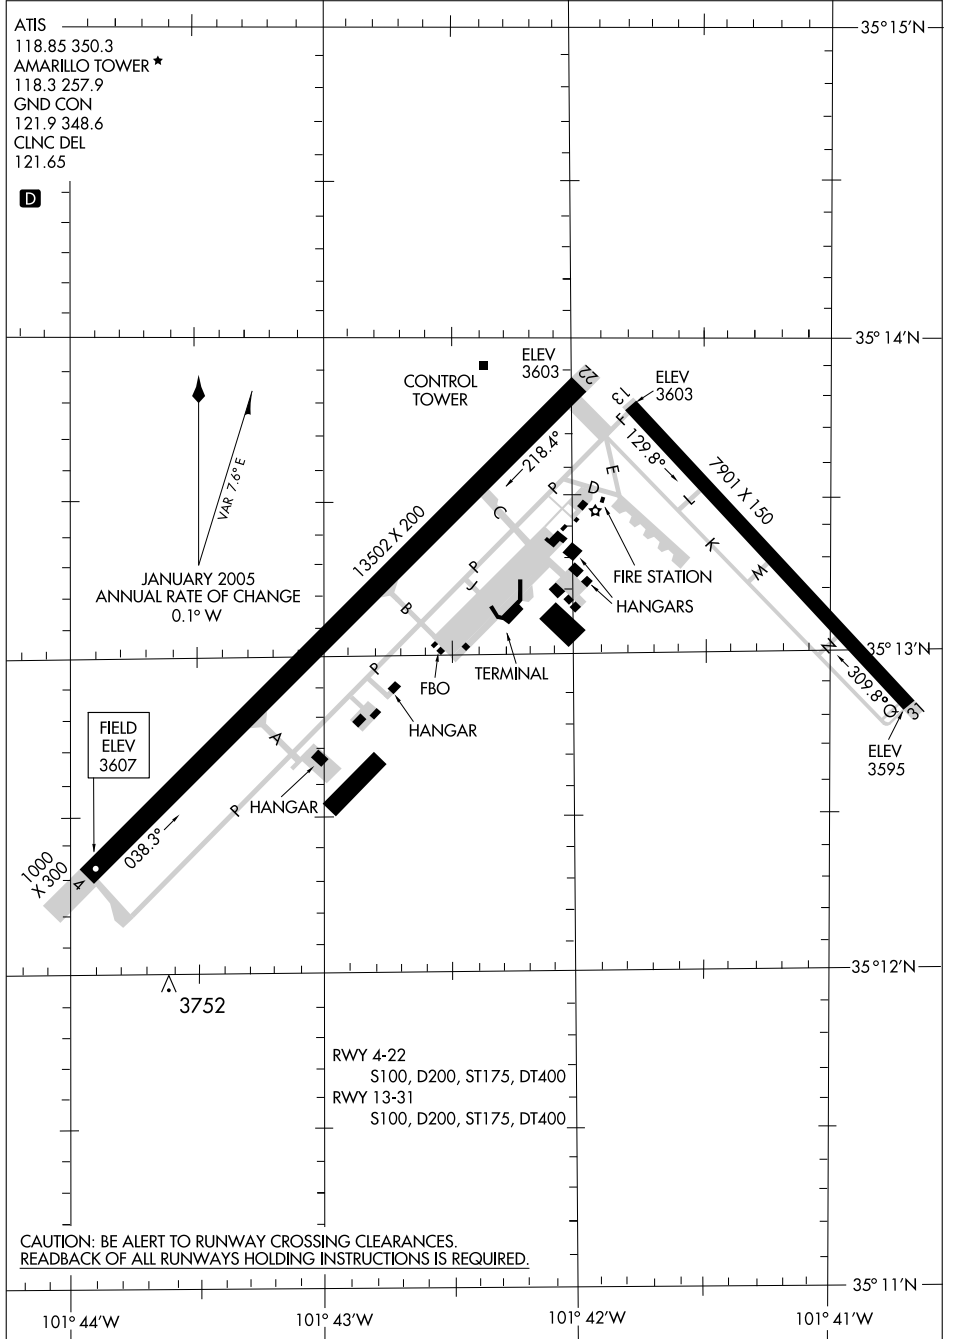 ATIS
118.85 350.3
AMARILLO TOWER ★
118.3 257.9
GND CON
121.9 348.6
CLNC DEL
121.65
D
35° 15'N
35° 14'N
ELEV
3603
22
CONTROL
TOWER
13
ELEV
3603
F
129.8°
218.4°
E
P
D
7901 X 150
L
C
VAR 7.6° E
13502 X 200
K
P
J
M
FIRE STATION
JANUARY 2005
ANNUAL RATE OF CHANGE
0.1° W
HANGARS
B
N
35° 13'N
P
FBO
TERMINAL
309.8°
Q
31
FIELD
ELEV
3607
HANGAR
A
ELEV
3595
HANGAR
P
038.3°
1000
X 300
4
35° 12'N
3752
RWY 4-22
S100, D200, ST175, DT400
RWY 13-31
S100, D200, ST175, DT400
CAUTION: BE ALERT TO RUNWAY CROSSING CLEARANCES.
READBACK OF ALL RUNWAYS HOLDING INSTRUCTIONS IS REQUIRED.
35° 11'N
101° 44'W
101° 43'W
101° 42'W
101° 41'W